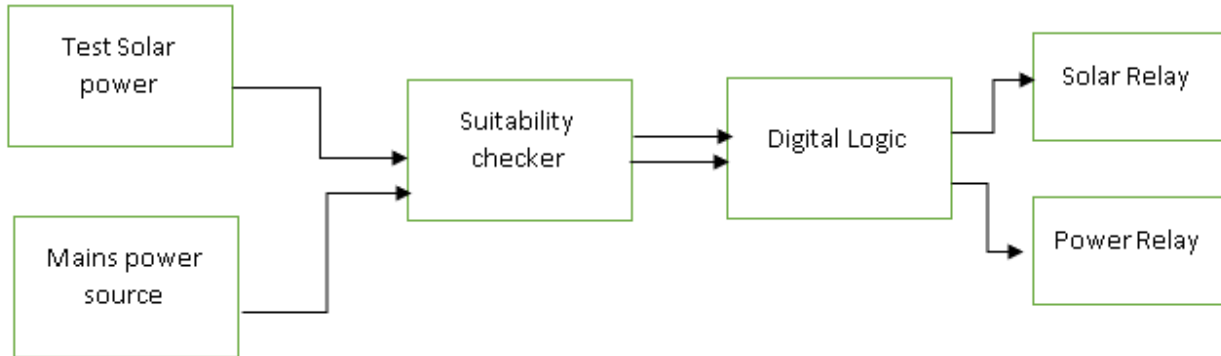 Test Solar
power
Suitability
checker
Digital Logic
Solar Relay
Mains power
source
Power Relay